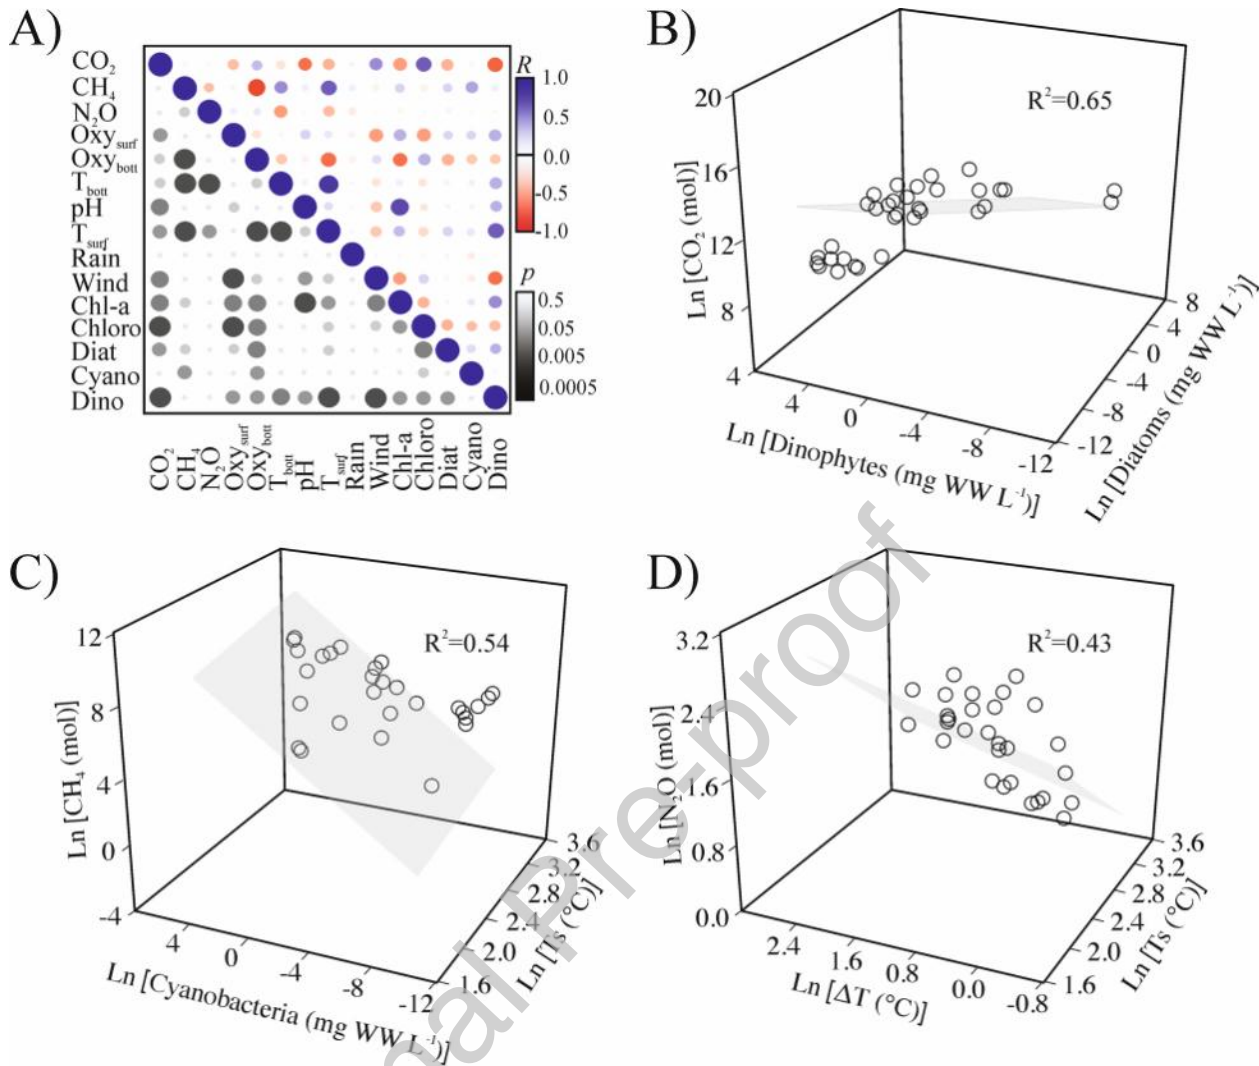 A)
CO2
CH4
N2O
Oxysurf
Oxybott
Tbott
pH
Tsurf
Rain
Wind
Chl-a
Chloro
Diat
Cyano
Dino
CO2
CH4
N2O
Oxysurf
Oxybott
Tbott
pH
Tsurf
Rain
Wind
Chl-a
Chloro
Diat
Cyano
Dino
R
1.0
0.5
0.0
-0.5
-1.0
p
0.5
0.05
0.005
0.0005
B)
R²=0.65
20
16
12
8
4
Ln [CO2 (mol)]
4
0
-4
-8
-12
Ln [Dinophytes (mg WW L⁻¹)]
8
4
0
-4
-8
-12
Ln [Diatoms (mg WW L⁻¹)]
C)
R²=0.54
12
8
4
0
-4
Ln [CH4 (mol)]
4
0
-4
-8
-12
Ln [Cyanobacteria (mg WW L⁻¹)]
3.6
3.2
2.8
2.4
2.0
1.6
Ln [Ts (°C)]
D)
R²=0.43
3.2
2.4
1.6
0.8
0.0
Ln [N2O (mol)]
2.4
1.6
0.8
0.0
-0.8
Ln [ΔT (°C)]
3.6
3.2
2.8
2.4
2.0
1.6
Ln [Ts (°C)]
nal Pre-proof